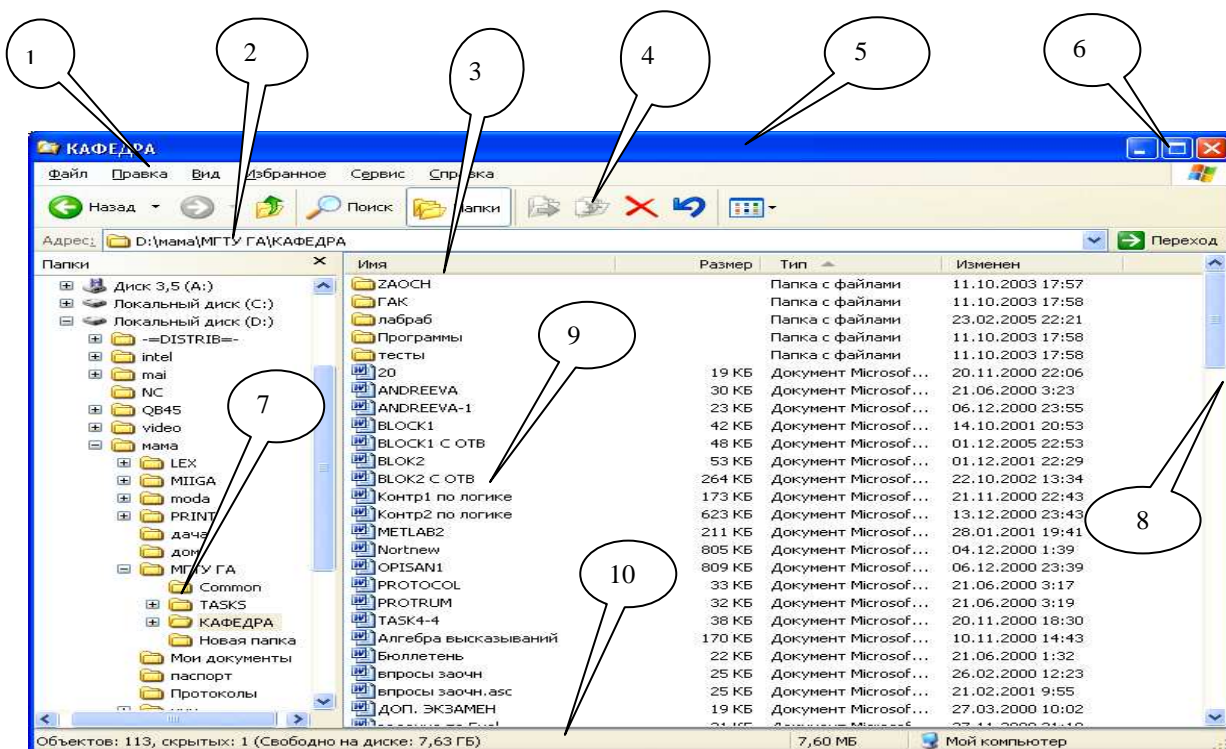 1 2 3 4 5 6
КАФЕДРА
Файл Правка Вид Избранное Сервис Справка
Назад Поиск Папки
Адрес: D:\мама\МГТУ ГА\КАФЕДРА Переход
Папки
Диск 3,5 (A:)
Локальный диск (C:)
Локальный диск (D:)
-=DISTRIB=-
intel
mai
NC
QB45
video
мама
LEX
MIIGA
moda
PRINT
дача
дом
МГТУ ГА
Common
TASKS
КАФЕДРА
Новая папка
Мои документы
паспорт
Протоколы
Имя Размер Тип Изменен
ZAOCH Папка с файлами 11.10.2003 17:57
ГАК Папка с файлами 11.10.2003 17:58
лабраб Папка с файлами 23.02.2005 22:21
Программы Папка с файлами 11.10.2003 17:58
тесты Папка с файлами 11.10.2003 17:58
20 19 КБ Документ Microsof... 20.11.2000 22:06
ANDREEVA 30 КБ Документ Microsof... 21.06.2000 3:23
ANDREEVA-1 23 КБ Документ Microsof... 06.12.2000 23:55
BLOCK1 42 КБ Документ Microsof... 14.10.2001 20:53
BLOCK1 С ОТВ 48 КБ Документ Microsof... 01.12.2005 22:53
BLOK2 53 КБ Документ Microsof... 01.12.2001 22:29
BLOK2 С ОТВ 264 КБ Документ Microsof... 22.10.2002 13:34
Контр1 по логике 173 КБ Документ Microsof... 21.11.2000 22:43
Контр2 по логике 623 КБ Документ Microsof... 13.12.2000 23:43
METLAB2 211 КБ Документ Microsof... 28.01.2001 19:41
Nortnew 805 КБ Документ Microsof... 04.12.2000 1:39
OPISAN1 809 КБ Документ Microsof... 06.12.2000 23:39
PROTOCOL 33 КБ Документ Microsof... 21.06.2000 3:17
PROTRUM 32 КБ Документ Microsof... 21.06.2000 3:19
TASK4-4 38 КБ Документ Microsof... 20.11.2000 18:30
Алгебра высказываний 170 КБ Документ Microsof... 10.11.2000 14:43
Бюллетень 22 КБ Документ Microsof... 21.06.2000 1:32
впросы заочн 25 КБ Документ Microsof... 26.02.2000 12:23
впросы заочн.asc 25 КБ Документ Microsof... 21.02.2001 9:55
ДОП. ЭКЗАМЕН 19 КБ Документ Microsof... 27.03.2000 10:02
7
9
8
10
Объектов: 113, скрытых: 1 (Свободно на диске: 7,63 ГБ) 7,60 МБ Мой компьютер